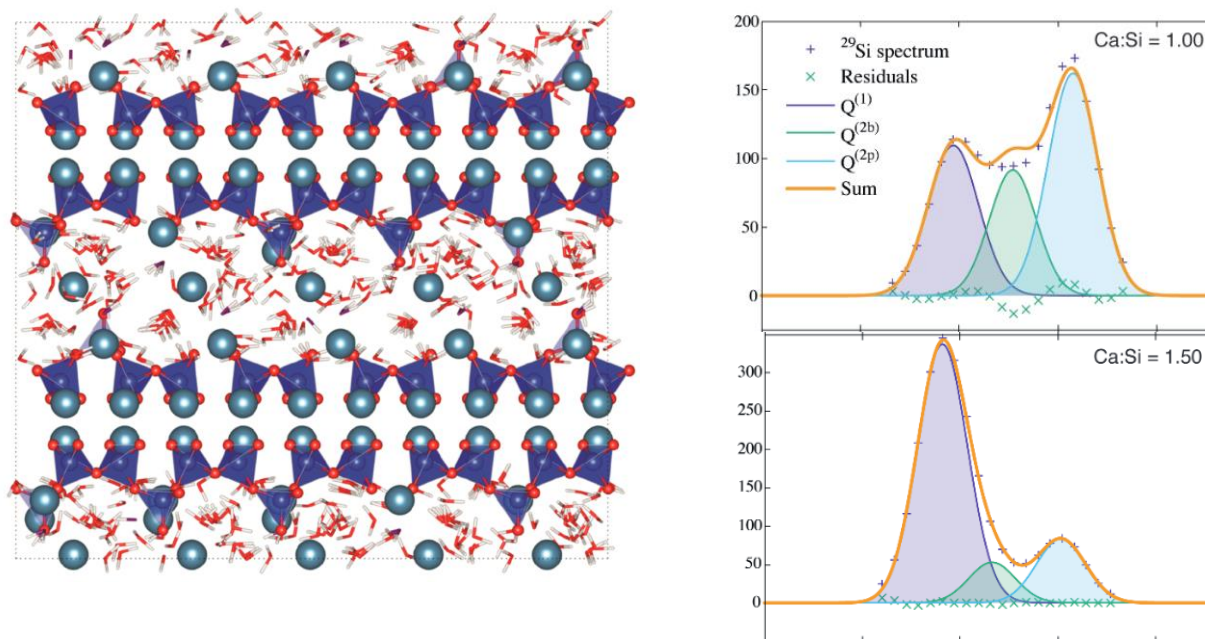 200
150
100
50
0
Ca:Si = 1.00
²⁹Si spectrum
Residuals
Q⁽¹⁾
Q⁽²ᵇ⁾
Q⁽²ᵖ⁾
Sum
Ca:Si = 1.50
300
250
200
150
100
50
0